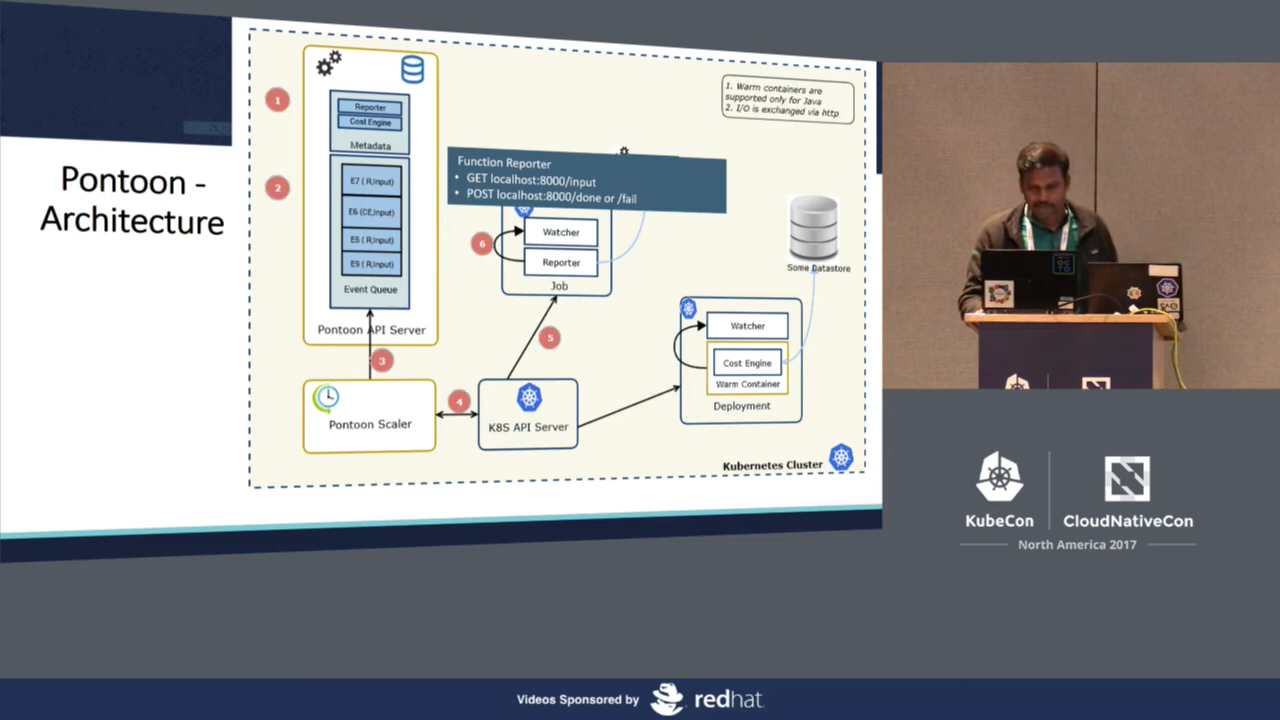 Pontoon -
Architecture
1
2
3
4
5
6
Reporter
Cost Engine
Metadata
E7 ( R,Input)
E6 (CE,Input)
E5 ( R,Input)
E9 ( R,Input)
Event Queue
Pontoon API Server
Pontoon Scaler
Function Reporter
• GET localhost:8000/input
• POST localhost:8000/done or /fail
Watcher
Reporter
Job
K8S API Server
1. Warm containers are
supported only for Java
2. I/O is exchanged via http
Some Datastore
Watcher
Cost Engine
Warm Container
Deployment
Kubernetes Cluster
KubeCon
CloudNativeCon
North America 2017
Videos Sponsored by
redhat.